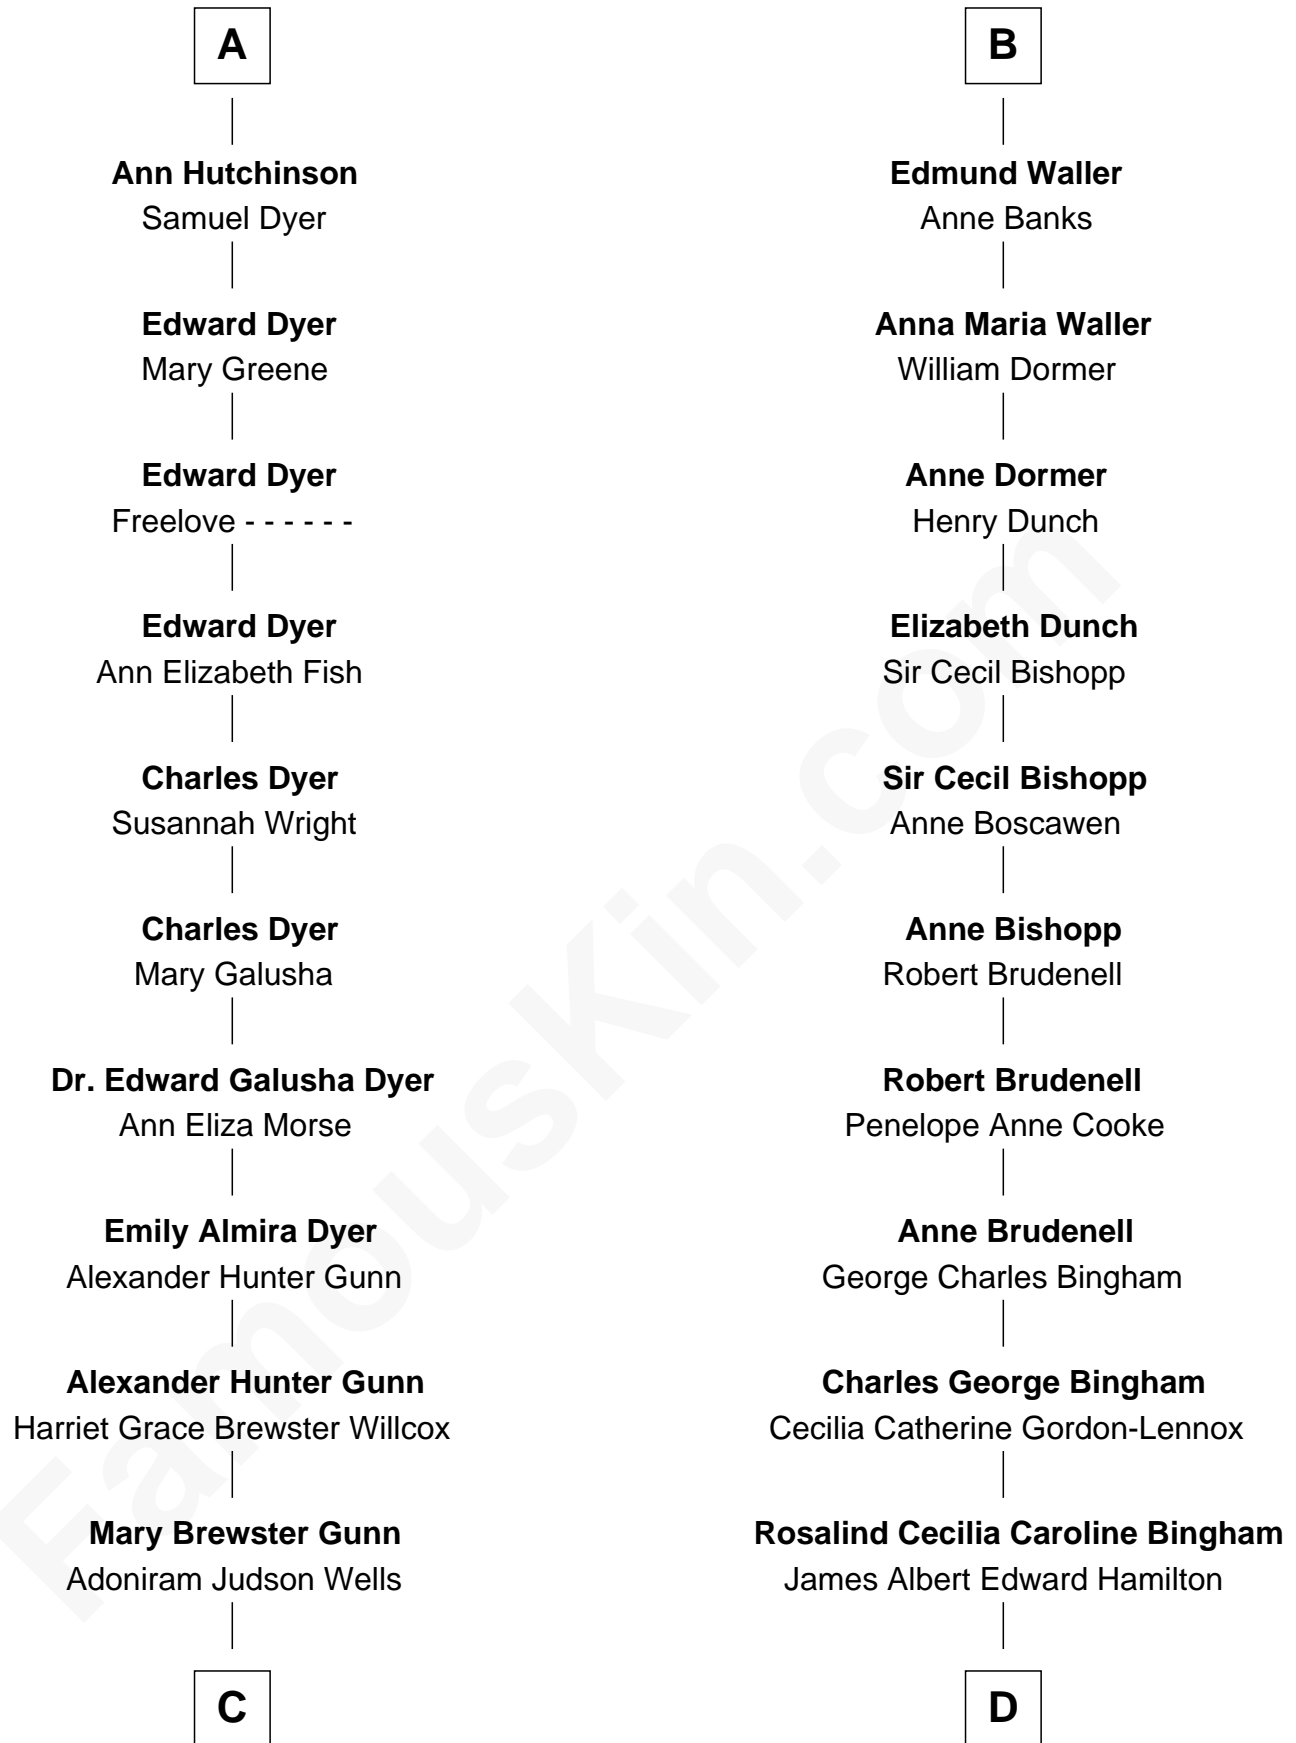 A
Ann Hutchinson
Samuel Dyer
Edward Dyer
Mary Greene
Edward Dyer
Freelove - - - - - -
Edward Dyer
Ann Elizabeth Fish
Charles Dyer
Susannah Wright
Charles Dyer
Mary Galusha
Dr. Edward Galusha Dyer
Ann Eliza Morse
Emily Almira Dyer
Alexander Hunter Gunn
Alexander Hunter Gunn
Harriet Grace Brewster Willcox
Mary Brewster Gunn
Adoniram Judson Wells
C
B
Edmund Waller
Anne Banks
Anna Maria Waller
William Dormer
Anne Dormer
Henry Dunch
Elizabeth Dunch
Sir Cecil Bishopp
Sir Cecil Bishopp
Anne Boscawen
Anne Bishopp
Robert Brudenell
Robert Brudenell
Penelope Anne Cooke
Anne Brudenell
George Charles Bingham
Charles George Bingham
Cecilia Catherine Gordon-Lennox
Rosalind Cecilia Caroline Bingham
James Albert Edward Hamilton
D
FamousKin.com